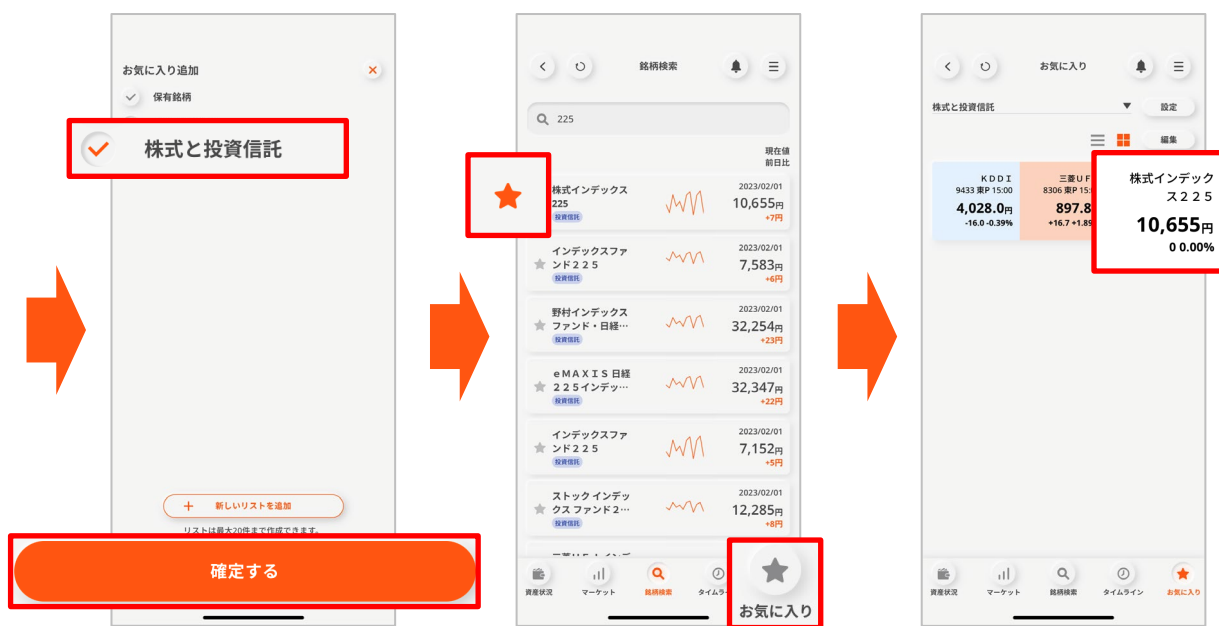 お気に入り追加
保有銘柄
株式と投資信託
新しいリストを追加
リストは最大20件まで作成できます。
確定する
銘柄検索
225
現在値
前日比
株式インデックス
225
投資信託
2023/02/01
10,655円
+7円
インデックスファ
ンド２２５
投資信託
2023/02/01
7,583円
+6円
野村インデックス
ファンド・日経…
投資信託
2023/02/01
32,254円
+23円
ｅＭＡＸＩＳ 日経
２２５インデッ…
投資信託
2023/02/01
32,347円
+22円
インデックスファ
ンド２２５
投資信託
2023/02/01
7,152円
+5円
ストック インデッ
クス ファンド２…
投資信託
2023/02/01
12,285円
+8円
資産状況
マーケット
銘柄検索
タイムラ
お気に入り
お気に入り
株式と投資信託
設定
編集
ＫＤＤＩ
9433 東P 15:00
4,028.0円
-16.0 -0.39%
三菱ＵＦ
8306 東P 15:
897.8
+16.7 +1.89
株式インデック
ス２２５
10,655円
0 0.00%
資産状況
マーケット
銘柄検索
タイムライン
お気に入り